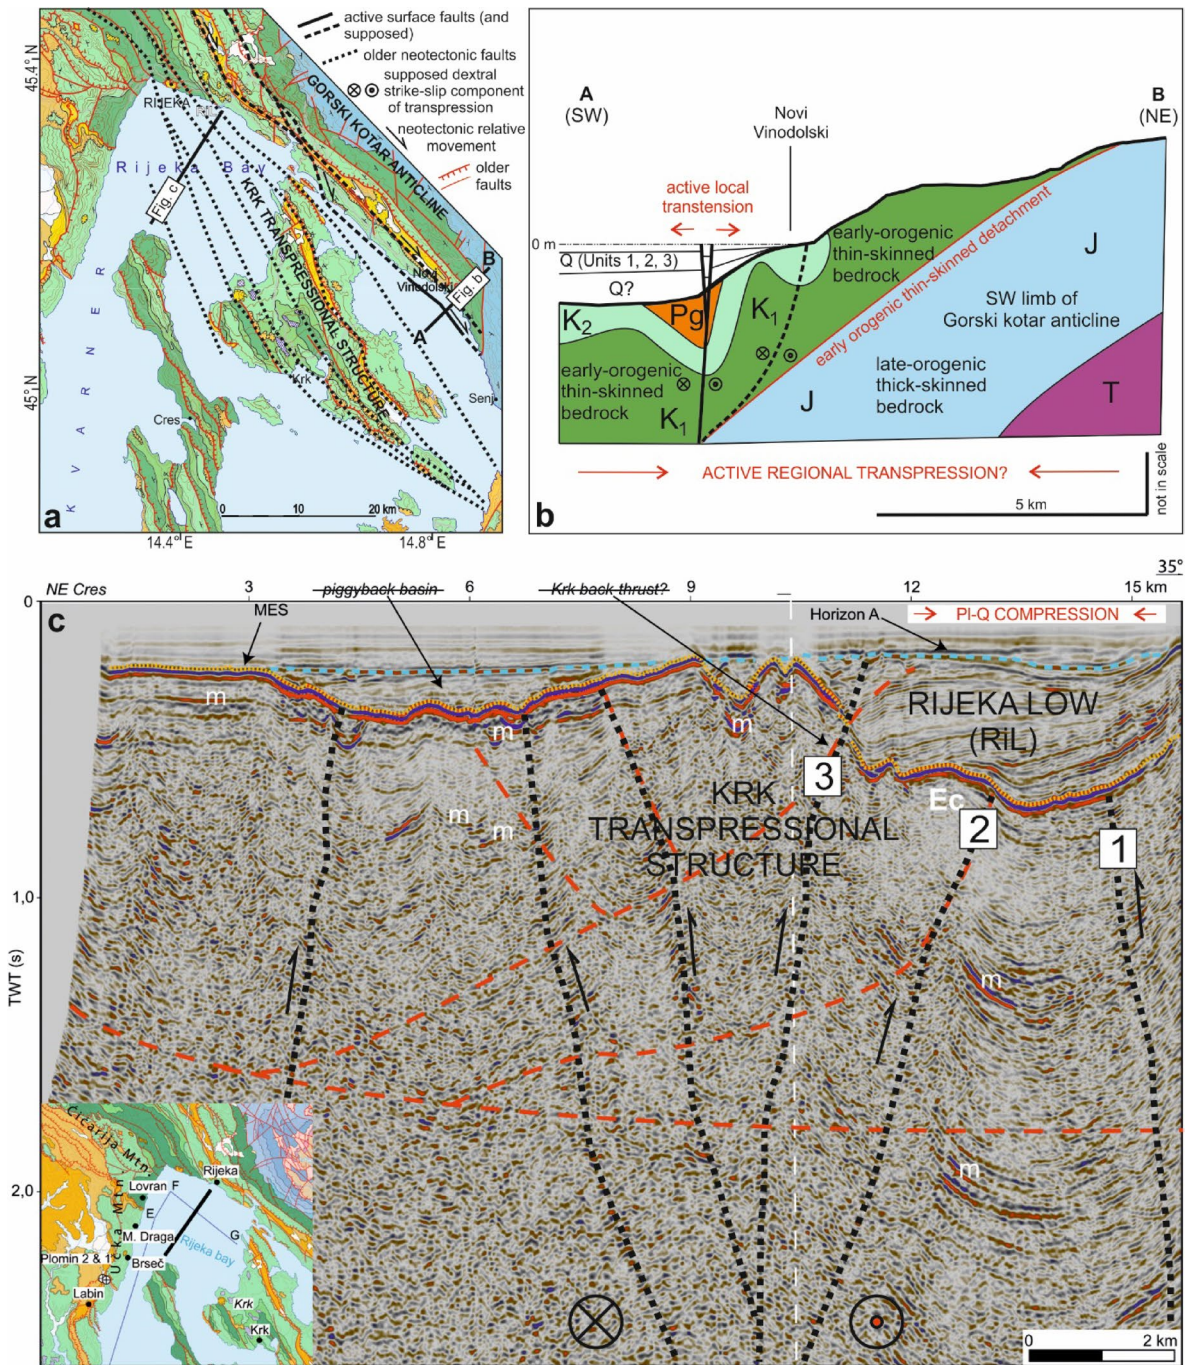 45.4° N
45° N
14.4° E
14.8° E
active surface faults (and
supposed)
older neotectonic faults
supposed dextral
strike-slip component
of transpression
neotectonic relative
movement
older
faults
RIJEKA
Rijeka Bay
Fig. c
KRK TRANSPRESSIONAL STRUCTURE
GORSKI KOTAR ANTICLINE
Novi
Vinodolski
B
Fig. b
A
KVARNER
Krk
Senj
Cres
0 10 20 km
a
A
(SW)
B
(NE)
Novi
Vinodolski
active local
transtension
0 m
Q (Units 1, 2, 3)
Q?
K2
Pg
K1
early-orogenic
thin-skinned
bedrock
early orogenic thin-skinned detachment
J
SW limb of
Gorski kotar anticline
early-orogenic
thin-skinned
bedrock
K1
J
late-orogenic
thick-skinned
bedrock
T
ACTIVE REGIONAL TRANSPRESSION?
5 km
not in scale
b
NE Cres
3
piggyback basin
6
Krk back thrust?
9
12
15 km
35°
0
c
MES
Horizon A
PI-Q COMPRESSION
m
m
m
RIJEKA LOW
(RiL)
3
KRK
TRANSPRESSIONAL
STRUCTURE
Ec
2
1
m
m
1,0
TWT (s)
m
m
2,0
Ćićarija Mtn.
Učka Mtn.
Rijeka
Lovran
F
E
M. Draga
G
Rijeka bay
Plomin 2 & 1
Brseč
Labin
Krk
Krk
0 2 km